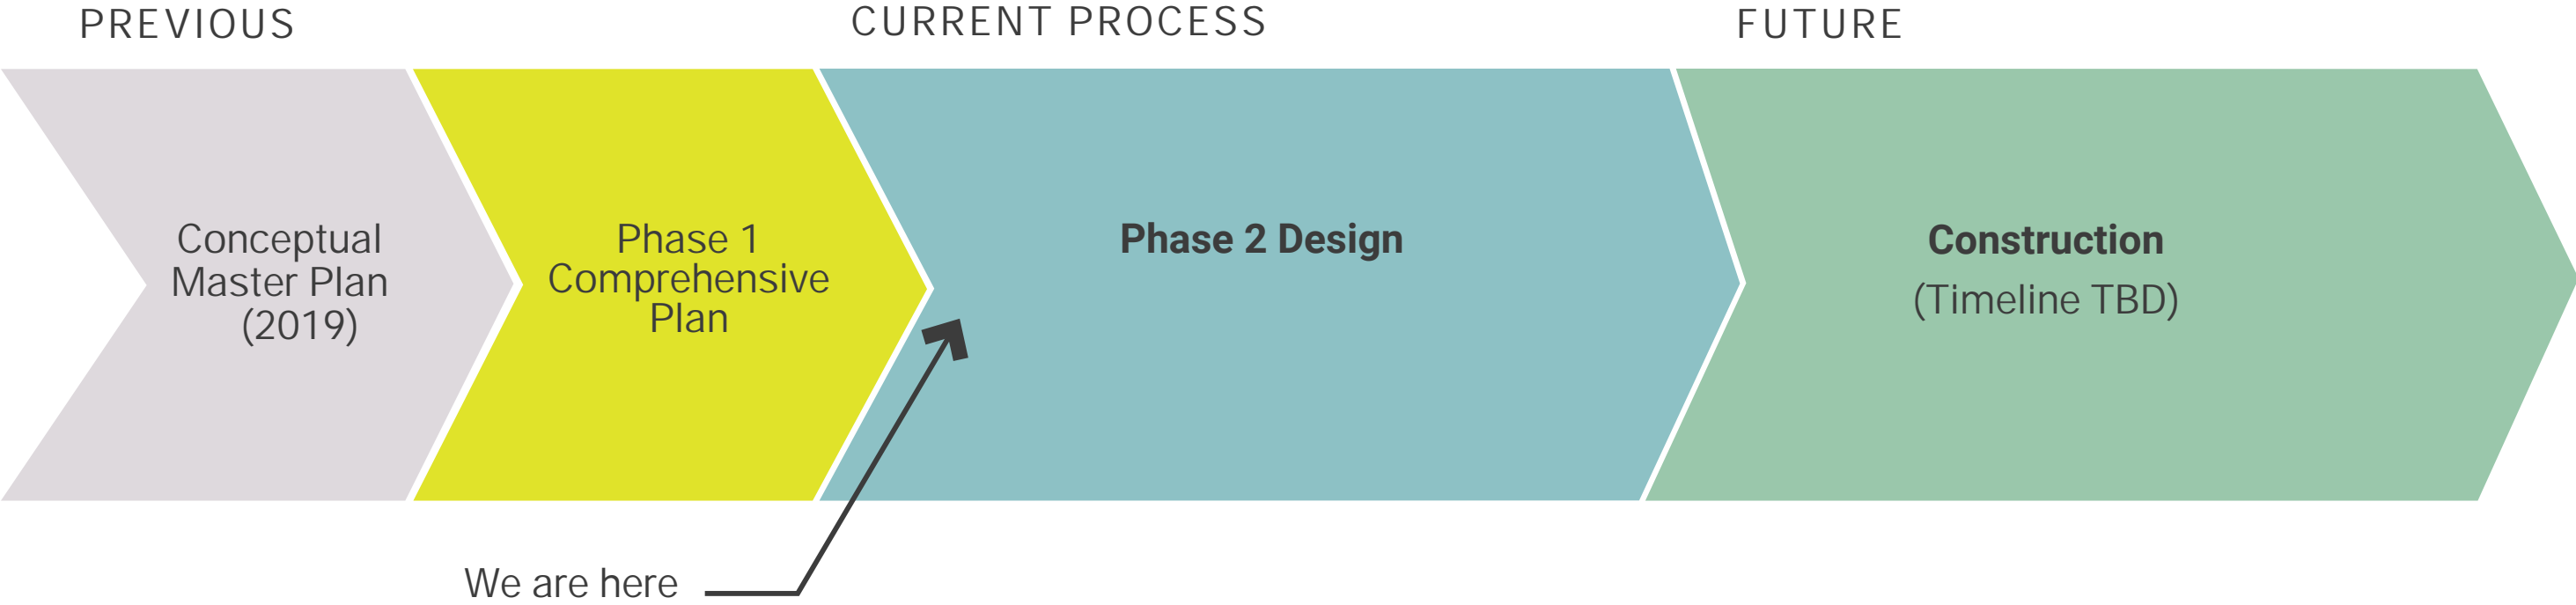 PREVIOUS
CURRENT PROCESS
FUTURE
Conceptual
Master Plan
(2019)
Phase 1
Comprehensive
Plan
Phase 2 Design
Construction
(Timeline TBD)
We are here